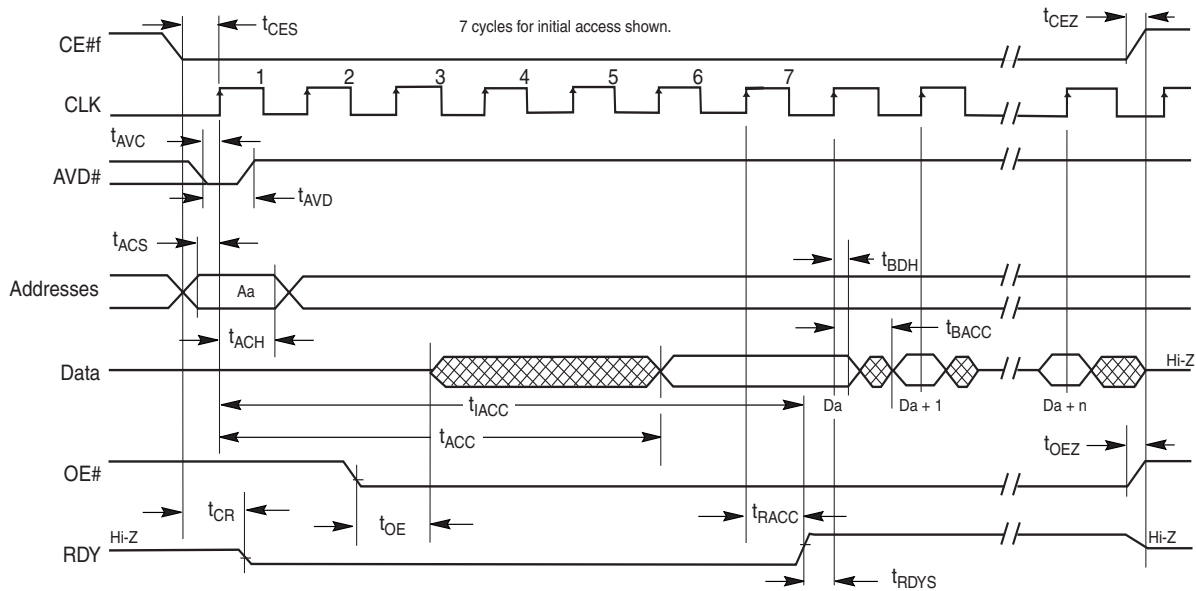 7 cycles for initial access shown.
tCES
tCEZ
CE#f
1 2 3 4 5 6 7
CLK
tAVC
AVD#
tAVD
tACS
tBDH
Addresses
Aa
tACH
tBACC
Data
Hi-Z
Da
Da + 1
Da + n
tIACC
tACC
tOEZ
OE#
tCR
tOE
tRACC
Hi-Z
Hi-Z
RDY
tRDYS